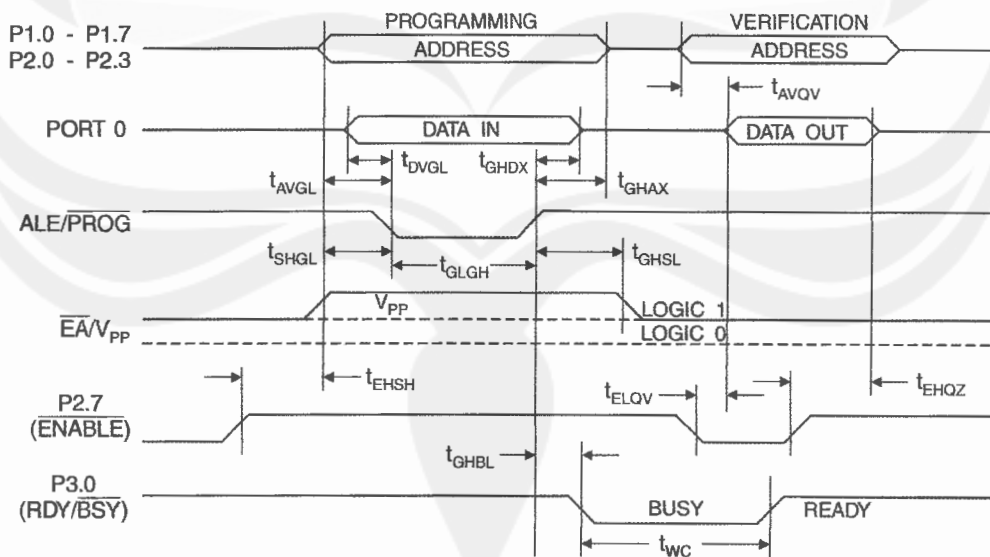 PROGRAMMING VERIFICATION
P1.0 - P1.7
P2.0 - P2.3
ADDRESS ADDRESS
tAVQV
PORT 0 DATA IN DATA OUT
tDVGL tGHDX
tAVGL tGHAX
ALE/PROG
tSHGL tGLGH tGHSL
EA/VPP VPP LOGIC 1
LOGIC 0
tEHSH tELQV tEHQZ
P2.7
(ENABLE)
tGHBL
P3.0
(RDY/BSY) BUSY READY
tWC